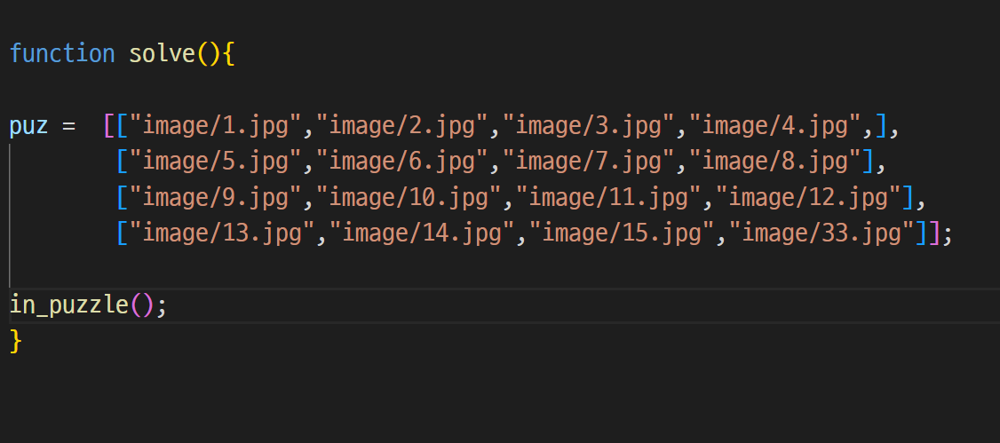 function solve(){
puz =  [["image/1.jpg","image/2.jpg","image/3.jpg","image/4.jpg",],
["image/5.jpg","image/6.jpg","image/7.jpg","image/8.jpg"],
["image/9.jpg","image/10.jpg","image/11.jpg","image/12.jpg"],
["image/13.jpg","image/14.jpg","image/15.jpg","image/33.jpg"]];
in_puzzle();
}